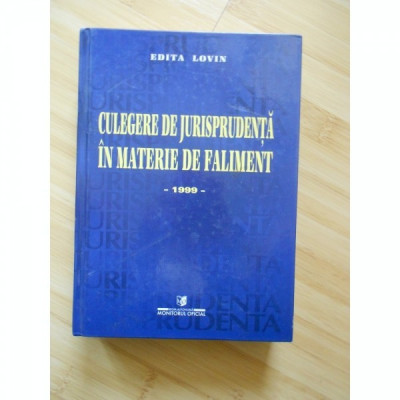 EDITA LOVIN
CULEGERE DE JURISPRUDENȚĂ
ÎN MATERIE DE FALIMENT
- 1999 -
MONITORUL OFICIAL